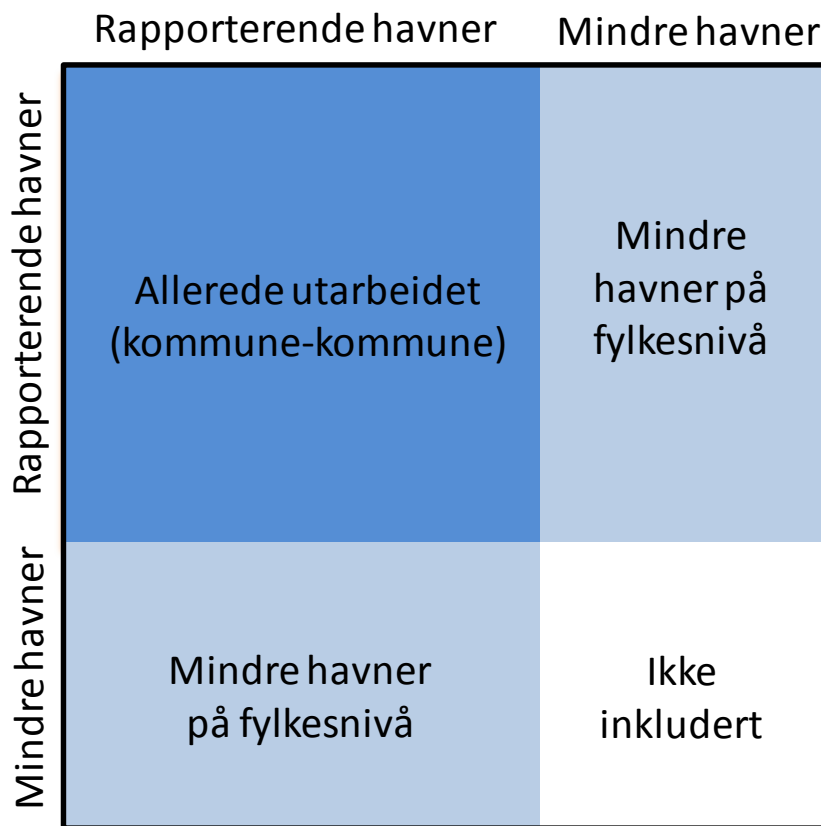 Rapporterende havner
Mindre havner
Rapporterende havner
Allerede utarbeidet
(kommune-kommune)
Mindre
havner på
fylkesnivå
Mindre havner
Mindre havner
på fylkesnivå
Ikke
inkludert